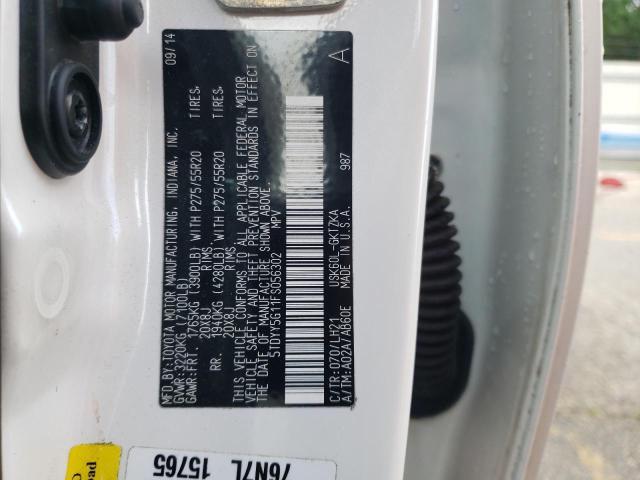 MFD.BY:TOYOTA MOTOR MANUFACTURING, INDIANA, INC. 09/14
GVWR:3220KG (7100LB)
GAWR:FRT. 1765KG (3900LB) WITH P275/55R20 TIRES,
20X8J RIMS
RR. 1940KG (4280LB) WITH P275/55R20 TIRES,
20X8J RIMS
THIS VEHICLE CONFORMS TO ALL APPLICABLE FEDERAL MOTOR
VEHICLE SAFETY AND THEFT PREVENTION STANDARDS IN EFFECT ON
THE DATE OF MANUFACTURE SHOWN ABOVE.
5TDYY5G11FS056302 MPV
A
C/TR:070/LH21 USK60L-GKTZKA
A/TM:A02A/AB60E MADE IN U.S.A. 987
76N7L
15765